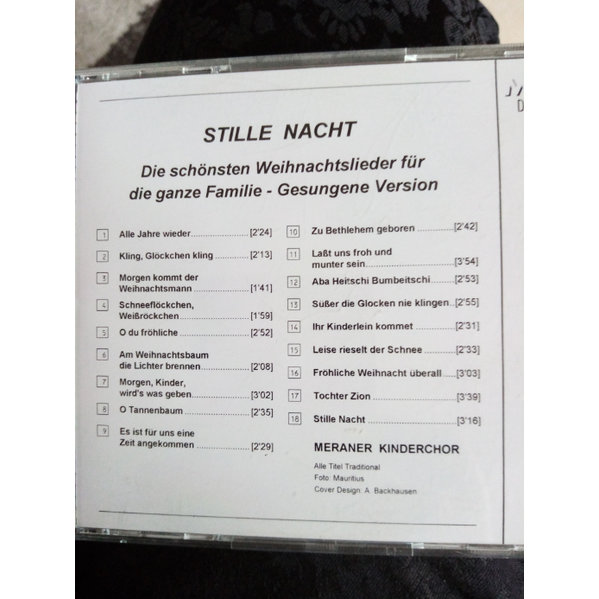 STILLE NACHT
Die schönsten Weihnachtslieder für
die ganze Familie - Gesungene Version
1 Alle Jahre wieder....................[2'24]
2 Kling, Glöckchen kling ............[2'13]
3 Morgen kommt der
Weihnachtsmann ..................[1'41]
4 Schneeflöckchen,
Weißröckchen .......................[1'59]
5 O du fröhliche ........................[2'52]
6 Am Weihnachtsbaum
die Lichter brennen ................[2'08]
7 Morgen, Kinder,
wird's was geben...................[3'02]
8 O Tannenbaum .....................[2'35]
9 Es ist für uns eine
Zeit angekommen ..................[2'29]
10 Zu Bethlehem geboren ...........[2'42]
11 Laßt uns froh und
munter sein............................[3'54]
12 Aba Heitschi Bumbeitschi .......[2'53]
13 Süßer die Glocken nie klingen..[2'55]
14 Ihr Kinderlein kommet ............[2'31]
15 Leise rieselt der Schnee .........[2'33]
16 Fröhliche Weihnacht überall ....[3'03]
17 Tochter Zion ..........................[3'39]
18 Stille Nacht ............................[3'16]
MERANER KINDERCHOR
Alle Titel Traditional
Foto: Mauritius
Cover Design: A. Backhausen